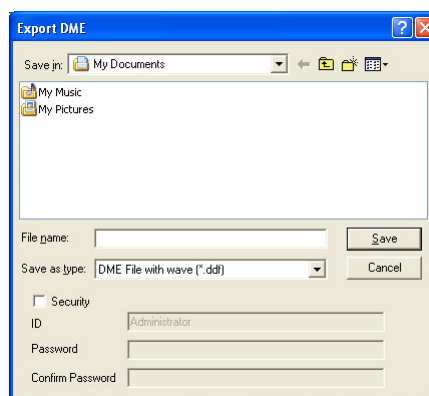 Export DME
Save in: My Documents
My Music
My Pictures
File name: Save
Save as type: DME File with wave (*.ddf) Cancel
Security
ID Administrator
Password
Confirm Password